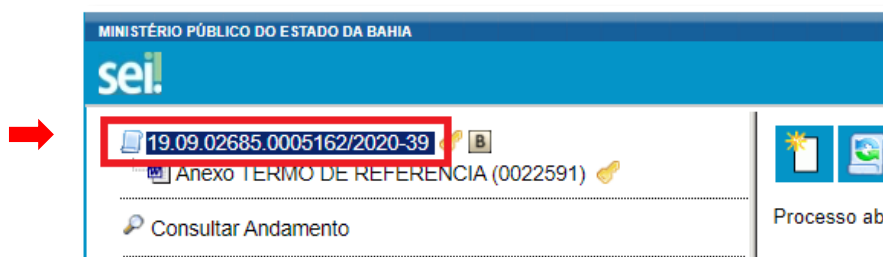 MINISTÉRIO PÚBLICO DO ESTADO DA BAHIA
sei!
19.09.02685.0005162/2020-39 B
Anexo TERMO DE REFERENCIA (0022591)
Consultar Andamento
Processo ab